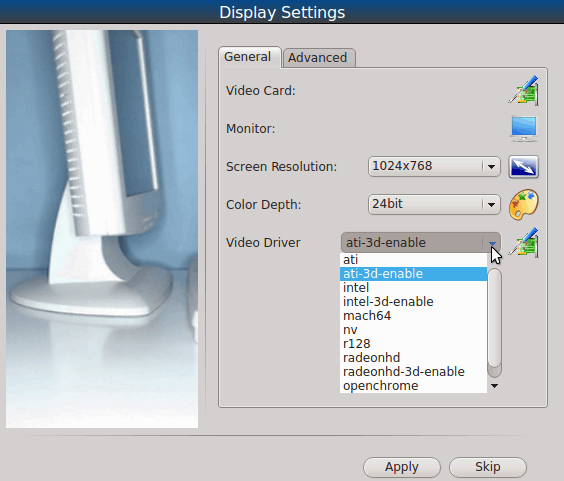 Display Settings
General
Advanced
Video Card:
Monitor:
Screen Resolution:
1024x768
Color Depth:
24bit
Video Driver
ati-3d-enable
ati
ati-3d-enable
intel
intel-3d-enable
mach64
nv
r128
radeonhd
radeonhd-3d-enable
openchrome
Apply
Skip